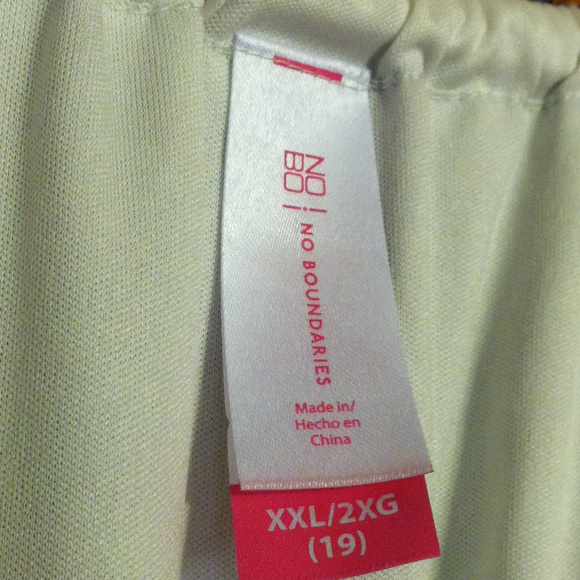 NO
BO
NO BOUNDARIES
Made in/
Hecho en
China
XXL/2XG
(19)